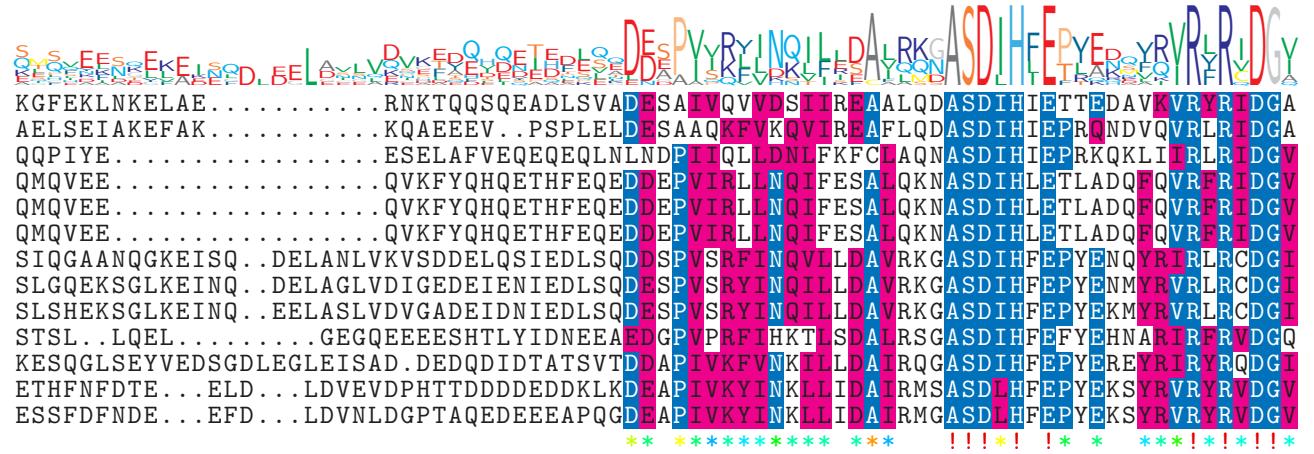 KGFEKLNKELAE...........RNKTQQSQEADLSVADESAIVQVVDSIIREAALQDASDIHIETTEDAVKVRYRIDGA
AELSEIAKEFAK...........KQAEEEV..PSPLELDESAAQKFVKQVIREAFLQDASDIHIEPRQNDVQVRLRIDGA
QQPIYE.................ESELAFVEQEQEQLNLNDPIIQLLDNLFKFCLAQNASDIHIEPRKQKLIIRLRIDGV
QMQVEE.................QVKFYQHQETHFEQEDDEPVIRLLNQIFESALQKNASDIHLETLADQFQVRFRIDGV
QMQVEE.................QVKFYQHQETHFEQEDDEPVIRLLNQIFESALQKNASDIHLETLADQFQVRFRIDGV
QMQVEE.................QVKFYQHQETHFEQEDDEPVIRLLNQIFESALQKNASDIHLETLADQFQVRFRIDGV
SIQGAANQGKEISQ..DELANLVKVSDDELQSIEDLSQDDSPVSRFINQVLLDAVRKGASDIHFEPYENQYRIRLRCDGI
SLGQEKSGLKEINQ..DELAGLVDIGEDEIENIEDLSQDESPVSRYINQILLDAVRKGASDIHFEPYENMYRVRLRCDGI
SLSHEKSGLKEINQ..EELASLVDVGADEIDNIEDLSQDESPVSRYINQILLDAVRKGASDIHFEPYEKMYRVRLRCDGI
STSL..LQEL.........GEGQEEEESHTLYIDNEEAEDGPVPRFIHKTLSDALRSGASDIHFEFYEHNARIRFRVDGQ
KESQGLSEYVEDSGDLEGLEISAD.DEDQDIDTATSVTDDAPIVKFVNKILLDAIRQGASDIHFEPYEREYRIRYRQDGI
ETHFNFDTE...ELD...LDVEVDPHTTDDDDEDDKLKDEAPIVKYINKLLIDAIRMSASDLHFEPYEKSYRVRYRVDGV
ESSFDFNDE...EFD...LDVNLDGPTAQEDEEEAPQGDEAPIVKYINKLLIDAIRMGASDLHFEPYEKSYRVRYRVDGV
** ********** *** !!!*! !* * ***!*!*!!*